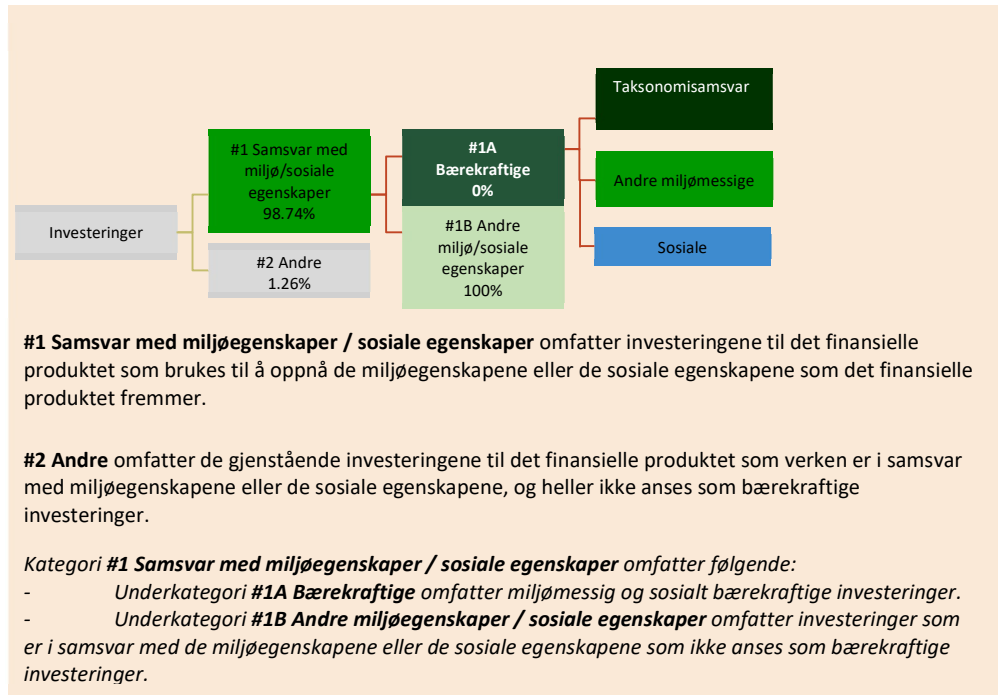 Taksonomisamsvar
#1 Samsvar med
miljø/sosiale
egenskaper
98.74%
#1A
Bærekraftige
0%
Andre miljømessige
Investeringer
#2 Andre
1.26%
#1B Andre
miljø/sosiale
egenskaper
100%
Sosiale
#1 Samsvar med miljøegenskaper / sosiale egenskaper omfatter investeringene til det finansielle
produktet som brukes til å oppnå de miljøegenskapene eller de sosiale egenskapene som det finansielle
produktet fremmer.
#2 Andre omfatter de gjenstående investeringene til det finansielle produktet som verken er i samsvar
med miljøegenskapene eller de sosiale egenskapene, og heller ikke anses som bærekraftige
investeringer.
Kategori #1 Samsvar med miljøegenskaper / sosiale egenskaper omfatter følgende:
- Underkategori #1A Bærekraftige omfatter miljømessig og sosialt bærekraftige investeringer.
- Underkategori #1B Andre miljøegenskaper / sosiale egenskaper omfatter investeringer som
er i samsvar med de miljøegenskapene eller de sosiale egenskapene som ikke anses som bærekraftige
investeringer.